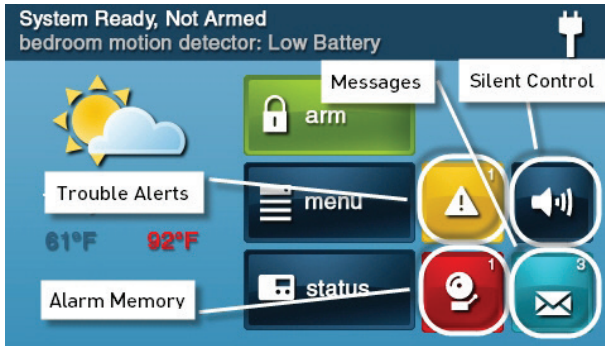 System Ready, Not Armed
bedroom motion detector: Low Battery
Messages
Silent Control
arm
Trouble Alerts
menu
1
61°F
92°F
Alarm Memory
status
1
3